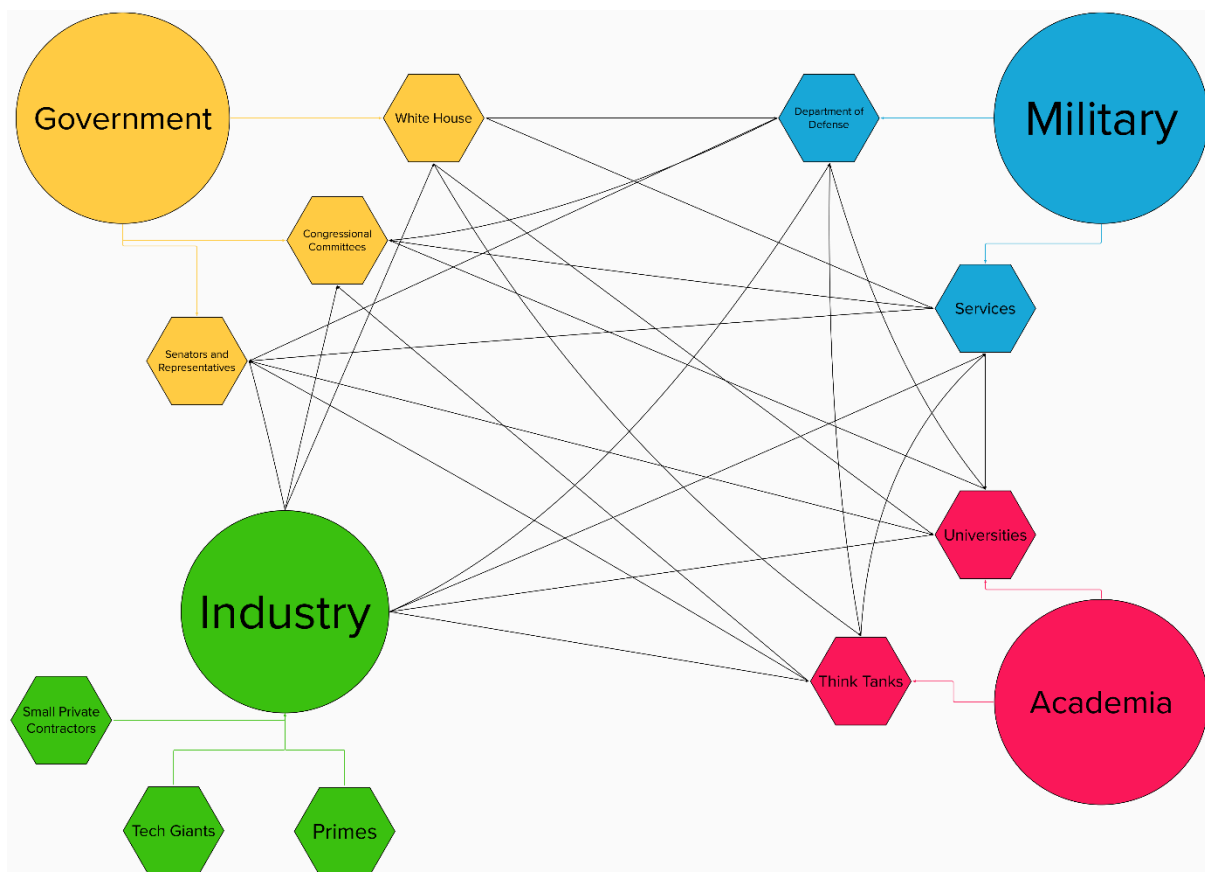 Government
White House
Department of
Defense
Military
Congressional
Committees
Services
Senators and
Representatives
Universities
Industry
Think Tanks
Academia
Small Private
Contractors
Tech Giants
Primes